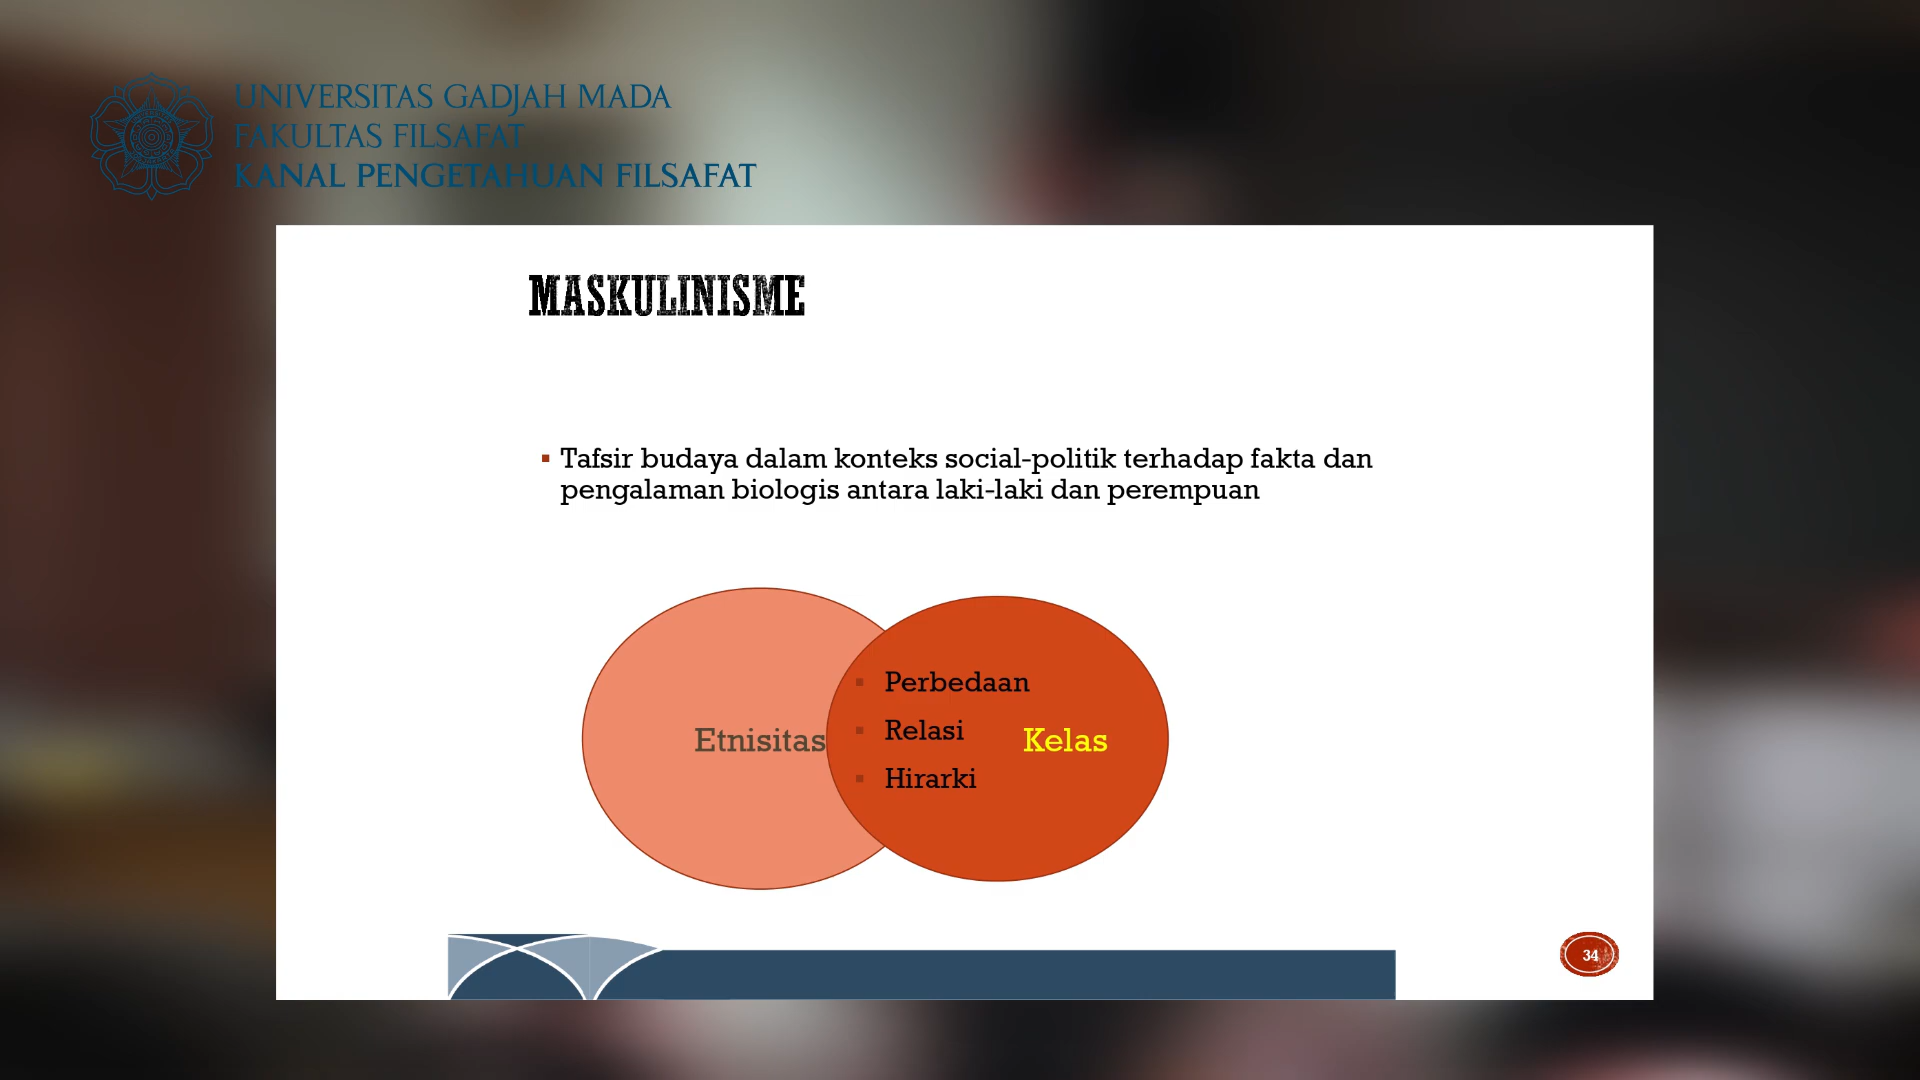 UNIVERSITAS GADJAH MADA
FAKULTAS FILSAFAT
KANAL PENGETAHUAN FILSAFAT
MASKULINISME
Tafsir budaya dalam konteks social-politik terhadap fakta dan
pengalaman biologis antara laki-laki dan perempuan
Etnisitas
Perbedaan
Relasi
Hirarki
Kelas
34